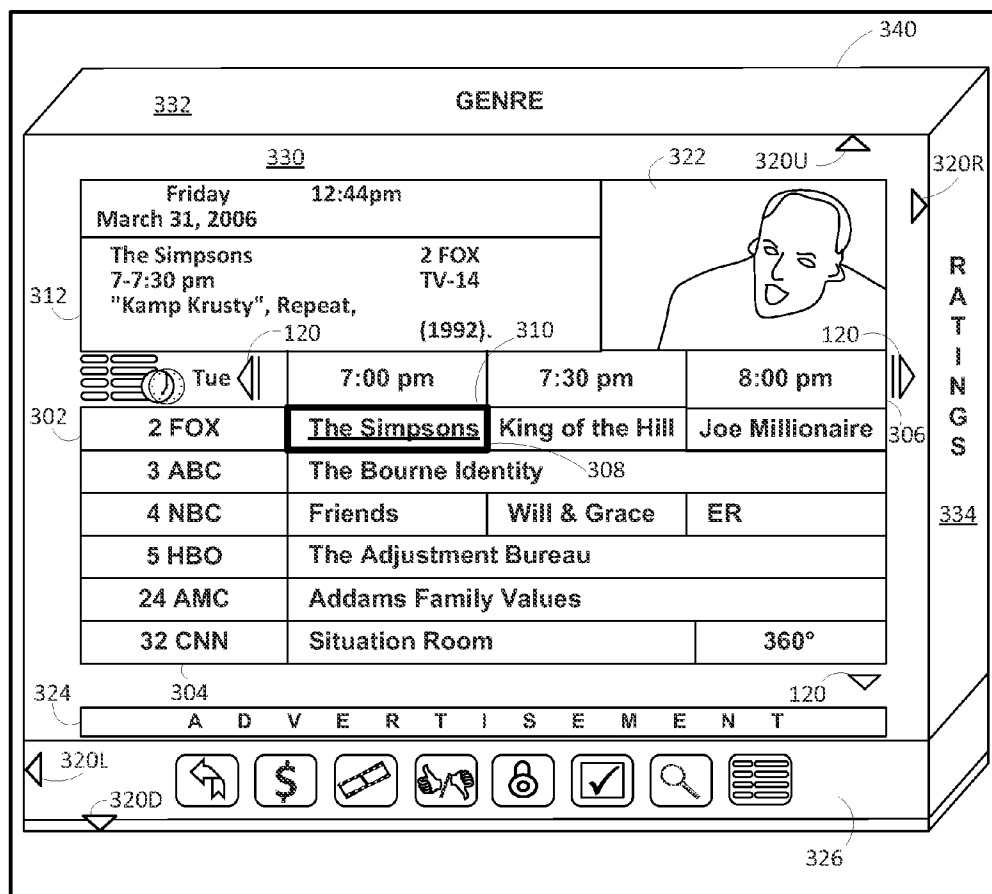 340
332 GENRE
330 322 320U 320R
Friday 12:44pm
March 31, 2006
The Simpsons 2 FOX
7-7:30 pm TV-14
"Kamp Krusty", Repeat,
(1992).
312 120 310 120
Tue 7:00 pm 7:30 pm 8:00 pm
302 306
2 FOX The Simpsons King of the Hill Joe Millionaire
3 ABC The Bourne Identity 308
4 NBC Friends Will & Grace ER
5 HBO The Adjustment Bureau
24 AMC Addams Family Values
32 CNN Situation Room 360°
RATINGS
334
324 304 120
A D V E R T I S E M E N T
320L
$
320D
326